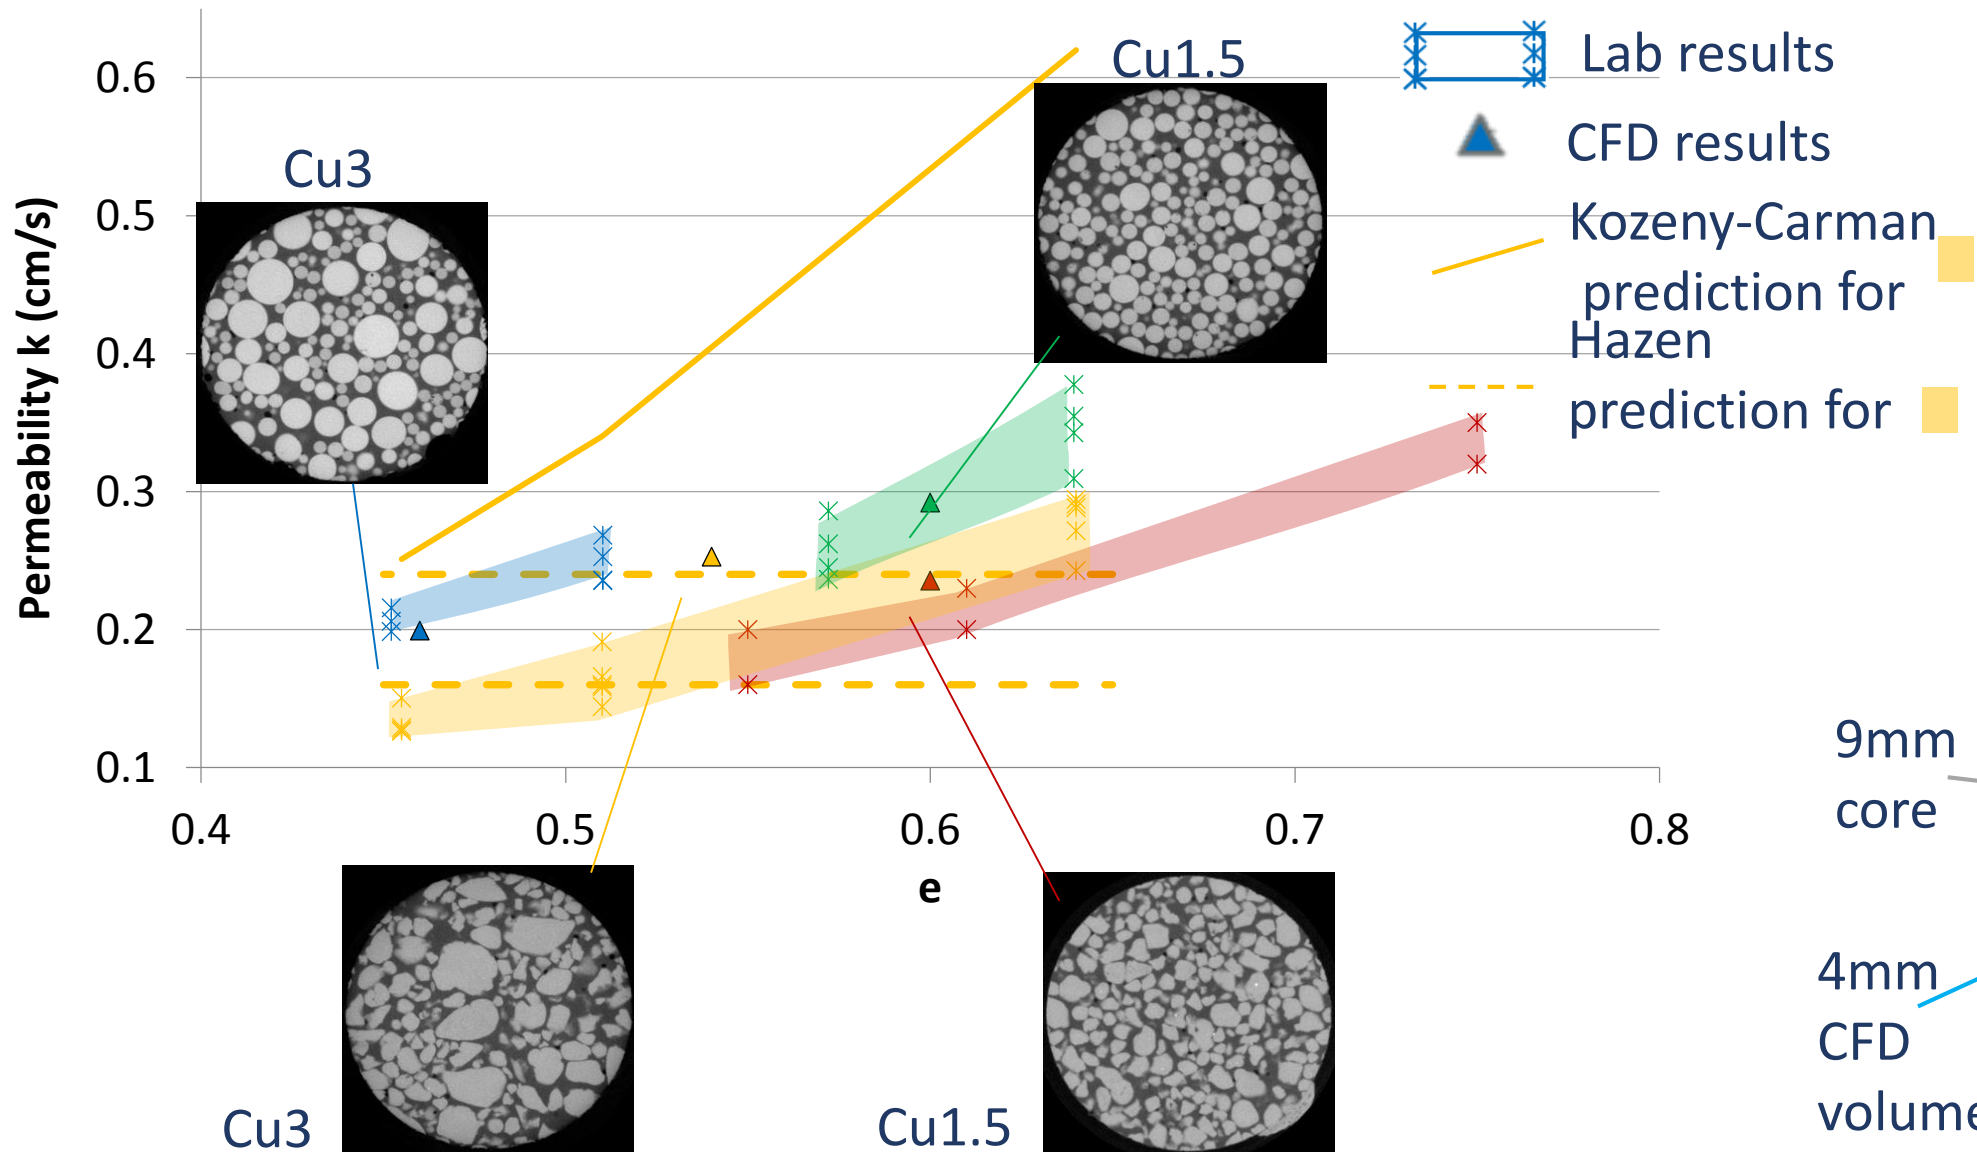 Cu1.5
Lab results
CFD results
Cu3
Kozeny-Carman
prediction for
Hazen
prediction for
Permeability k (cm/s)
0.6
0.5
0.4
0.3
0.2
0.1
0.4
0.5
0.6
0.7
0.8
e
9mm
core
4mm
CFD
volume
Cu3
Cu1.5